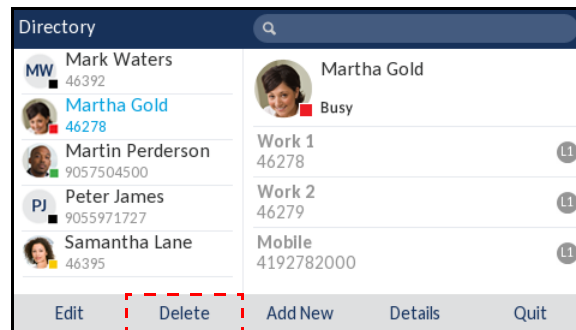 Directory
MW
Mark Waters
46392
Martha Gold
46278
Martin Perderson
9057504500
PJ
Peter James
9055971727
Samantha Lane
46395
Martha Gold
Busy
Work 1
46278
L1
Work 2
46279
L1
Mobile
4192782000
L1
Edit
Delete
Add New
Details
Quit